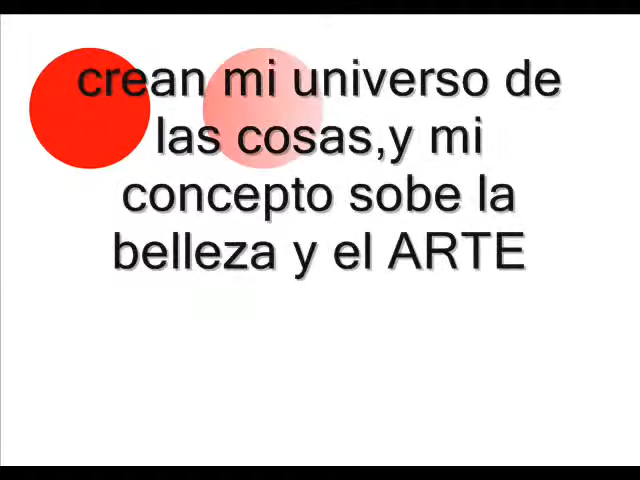 crean mi universo de
las cosas,y mi
concepto sobe la
belleza y el ARTE